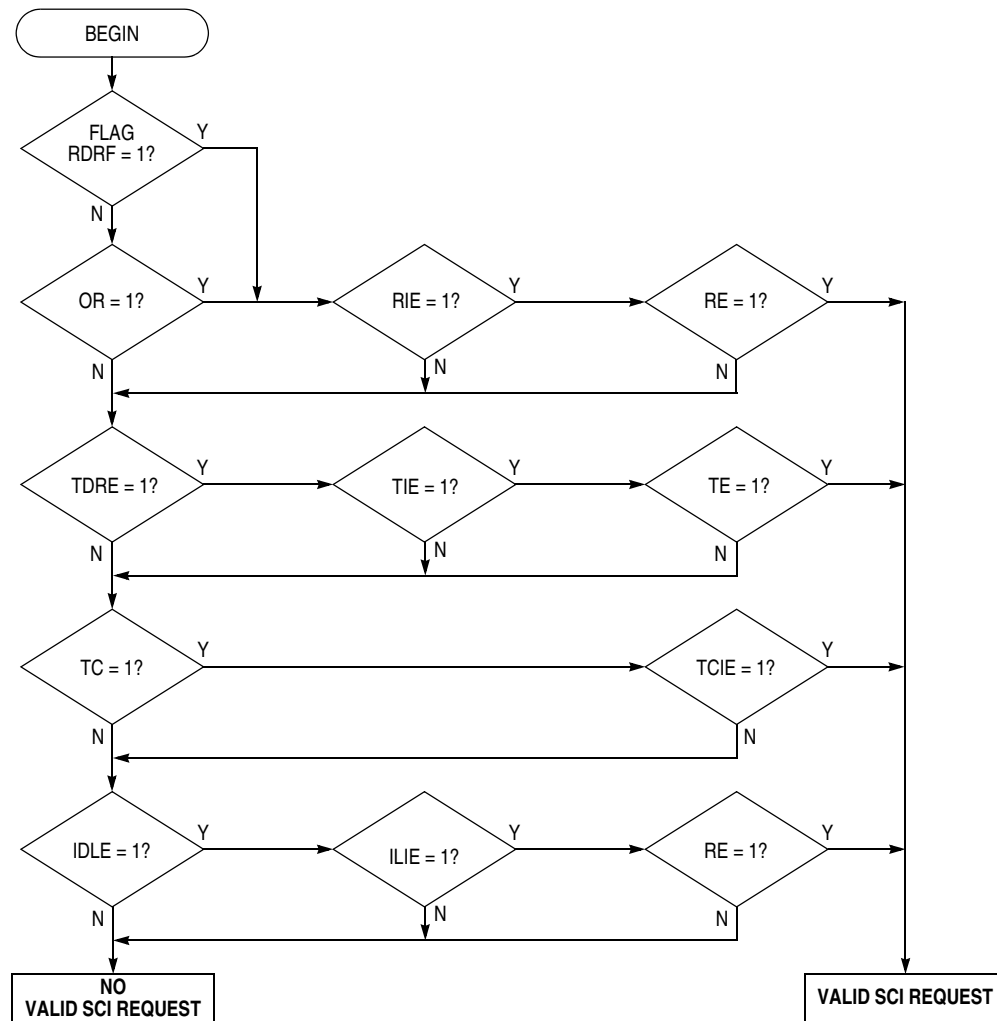 BEGIN
FLAG
RDRF = 1?
Y
N
OR = 1?
Y
RIE = 1?
Y
RE = 1?
Y
N
N
N
TDRE = 1?
Y
TIE = 1?
Y
TE = 1?
Y
N
N
N
TC = 1?
Y
TCIE = 1?
Y
N
N
IDLE = 1?
Y
ILIE = 1?
Y
RE = 1?
Y
N
N
N
NO
VALID SCI REQUEST
VALID SCI REQUEST